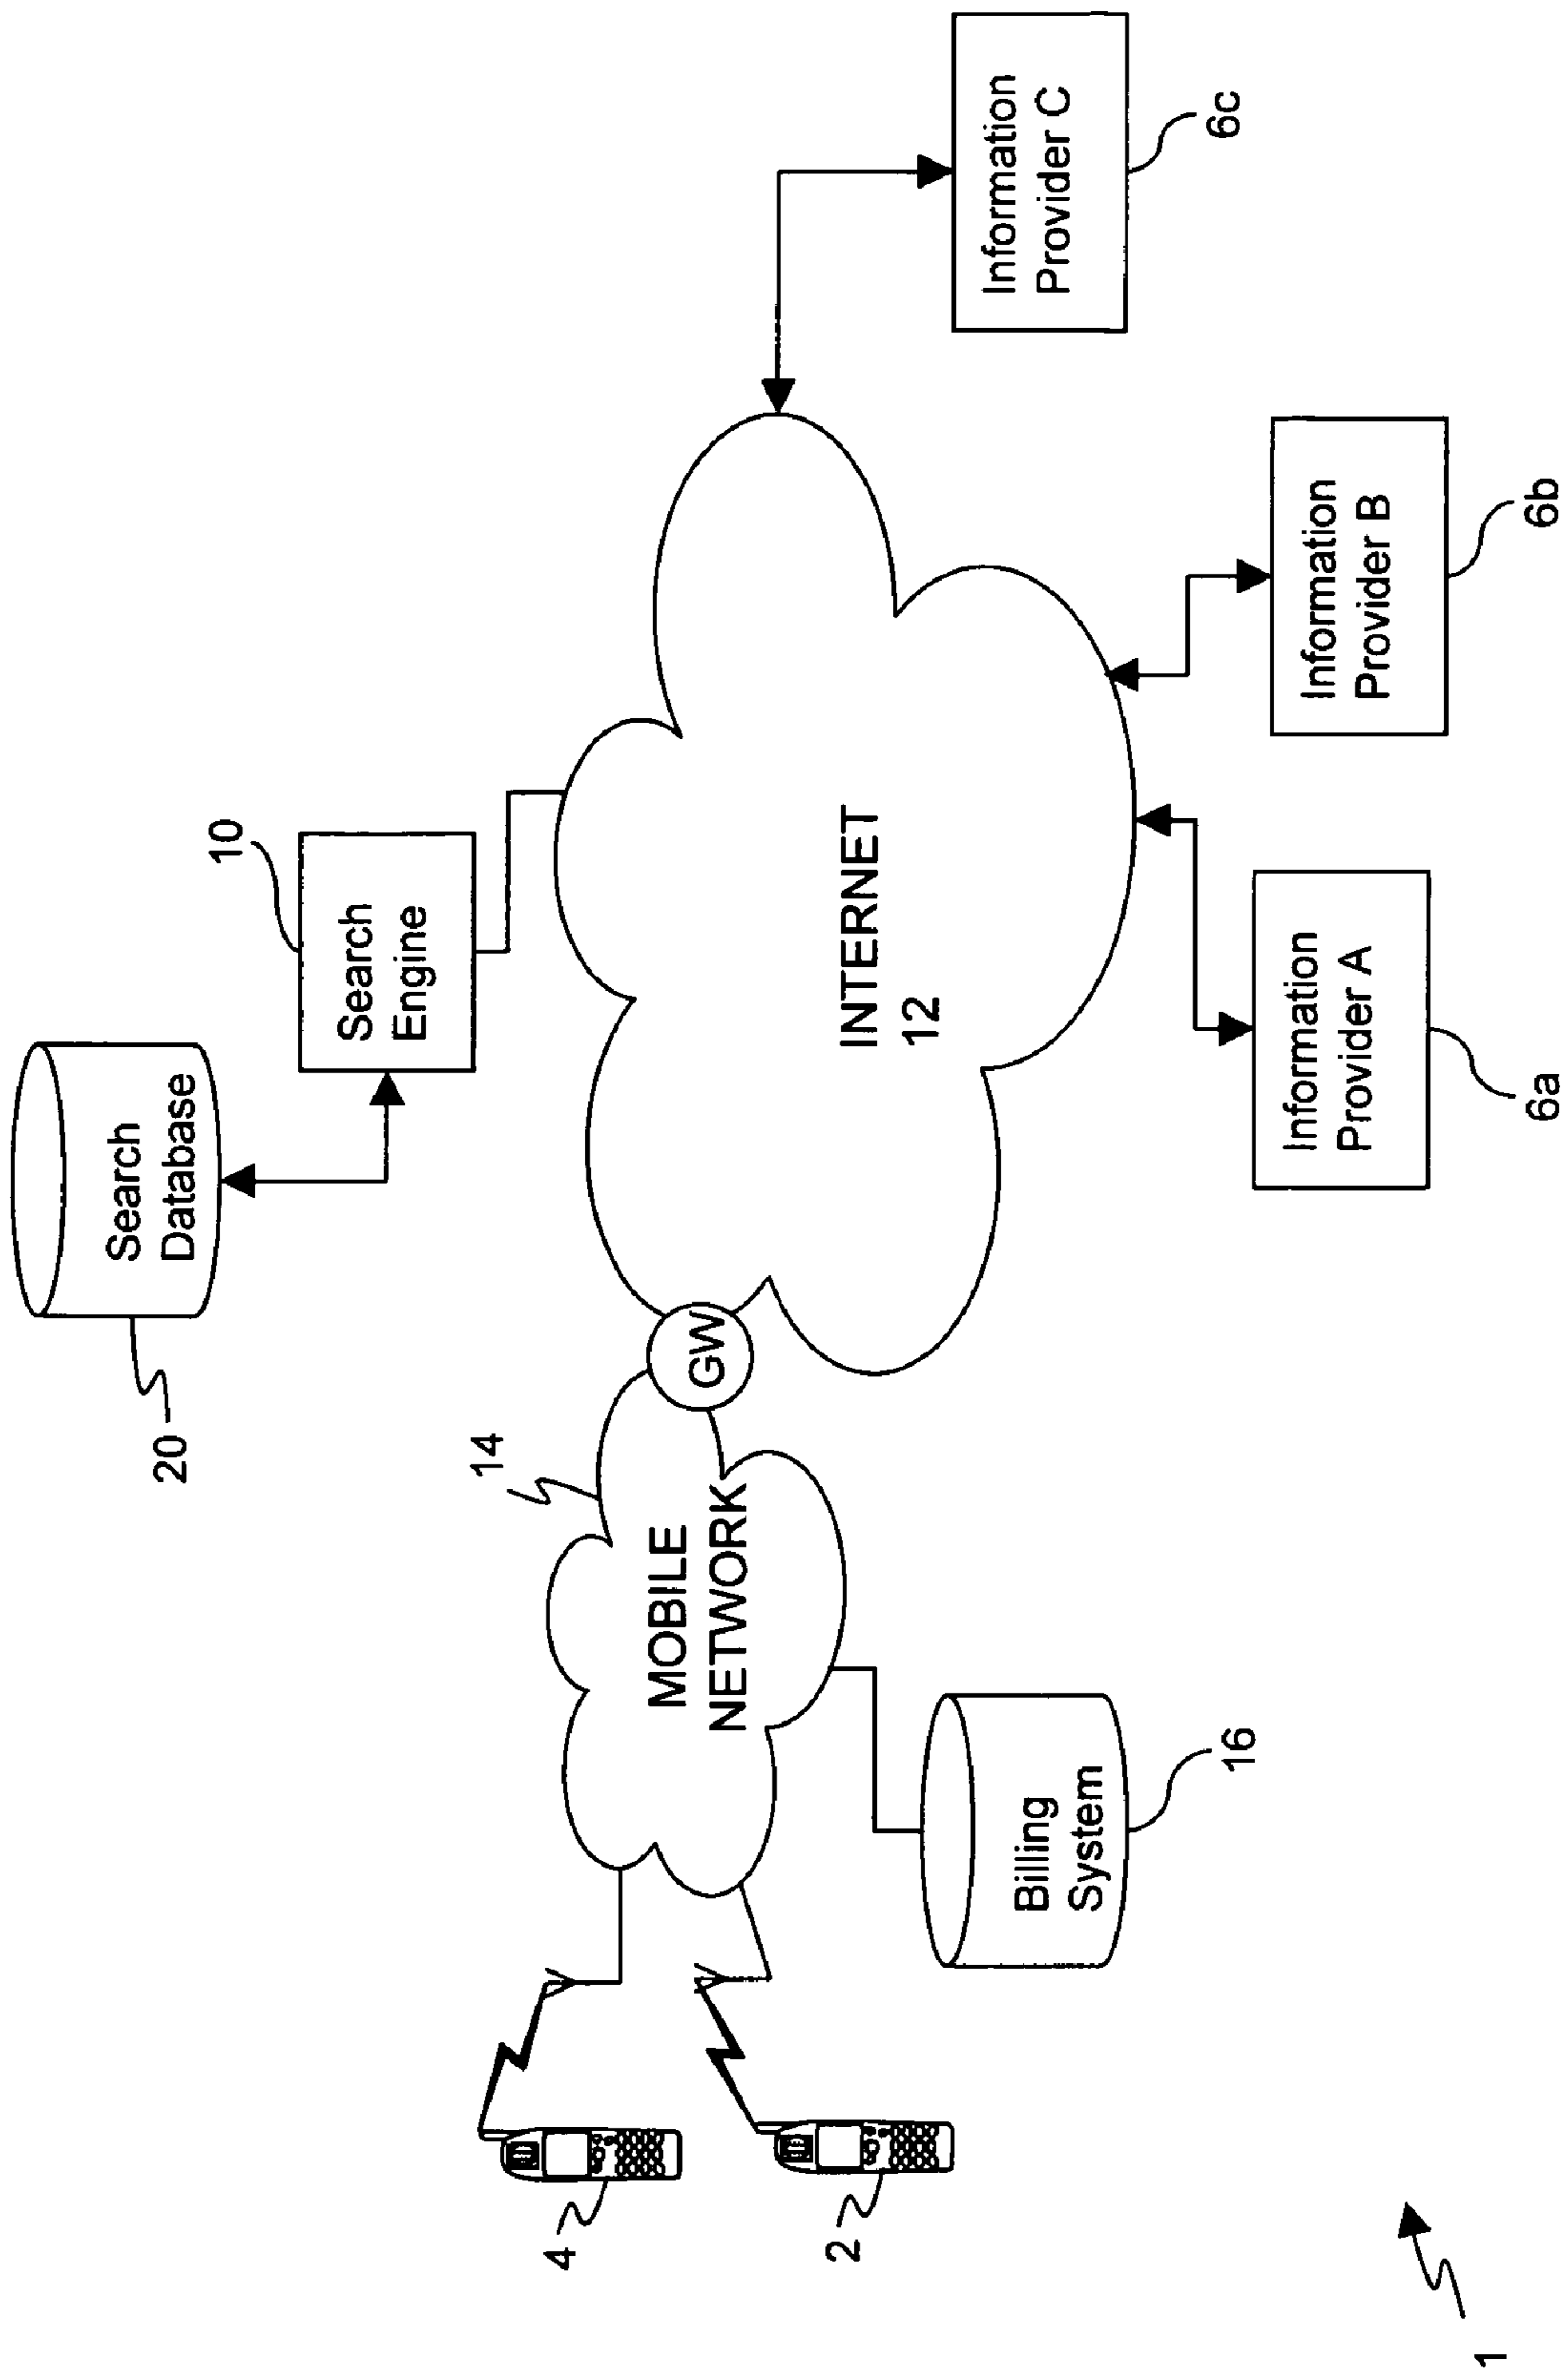 Search
Database
20
Search
Engine
10
INTERNET
12
GW
14
MOBILE
NETWORK
Billing
System
16
4
2
Information
Provider A
6a
Information
Provider B
6b
Information
Provider C
6c
1